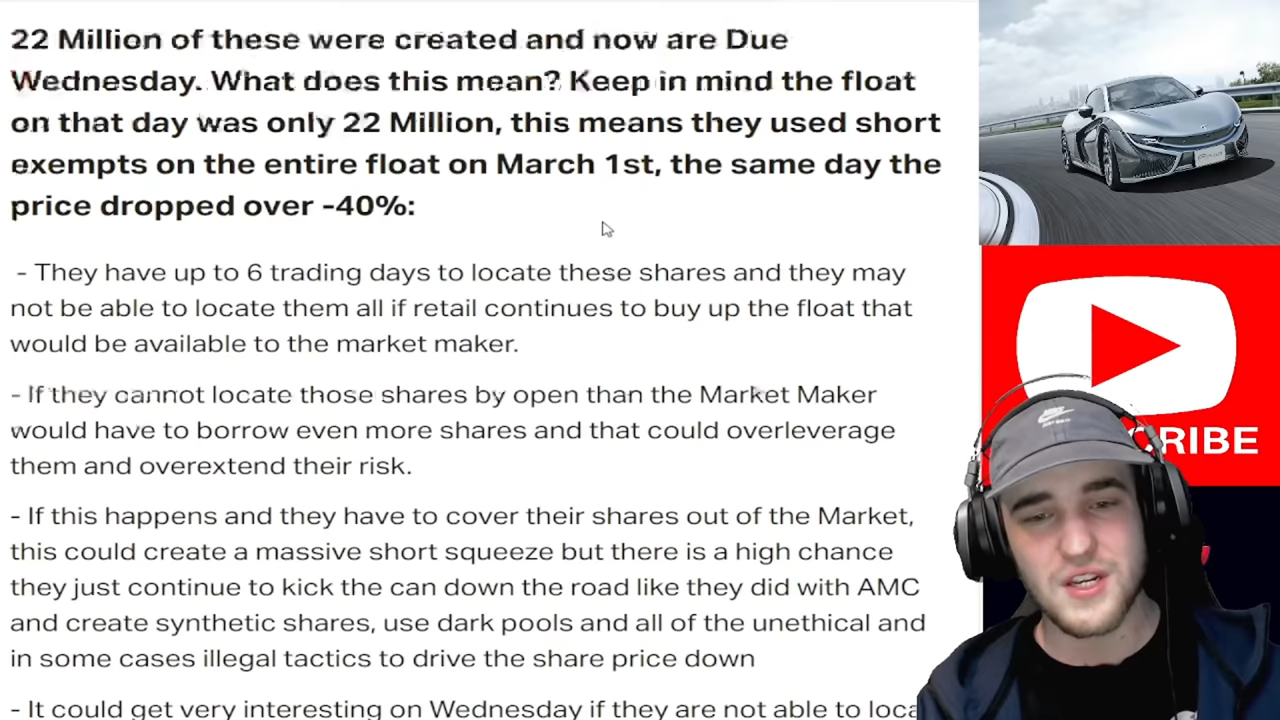 22 Million of these were created and now are Due
Wednesday. What does this mean? Keep in mind the float
on that day was only 22 Million, this means they used short
exempts on the entire float on March 1st, the same day the
price dropped over -40%:
- They have up to 6 trading days to locate these shares and they may
not be able to locate them all if retail continues to buy up the float that
would be available to the market maker.
- If they cannot locate those shares by open than the Market Maker
would have to borrow even more shares and that could overleverage
them and overextend their risk.
- If this happens and they have to cover their shares out of the Market,
this could create a massive short squeeze but there is a high chance
they just continue to kick the can down the road like they did with AMC
and create synthetic shares, use dark pools and all of the unethical and
in some cases illegal tactics to drive the share price down
- It could get very interesting on Wednesday if they are not able to loca
CRIBE